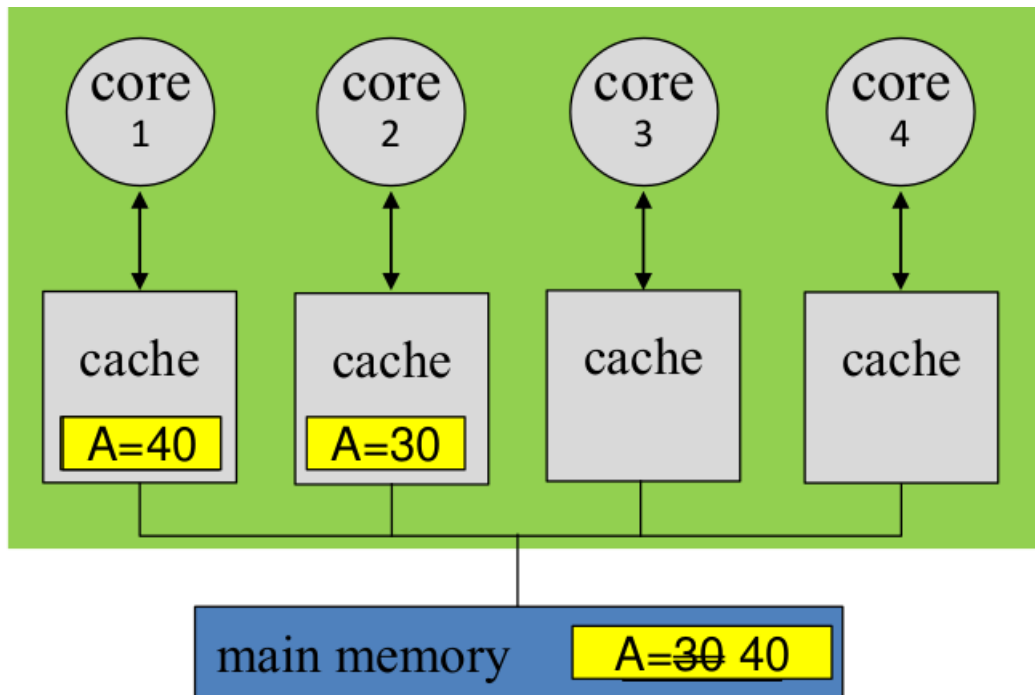 core 1
core 2
core 3
core 4
cache
A=40
cache
A=30
cache
cache
main memory
A=30 40